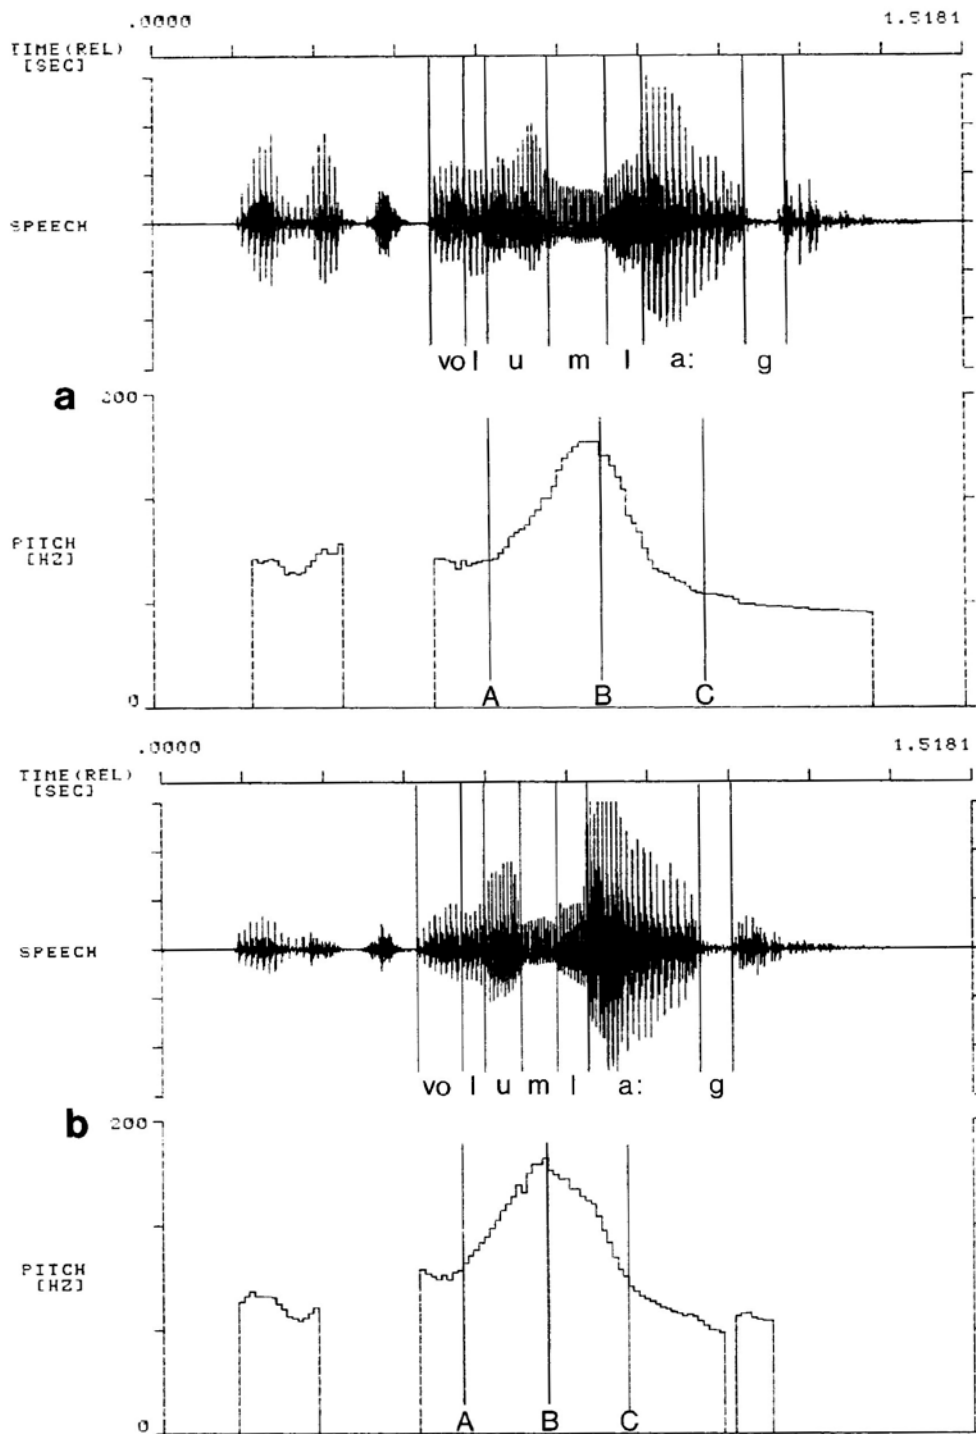 .0000 1.5181
TIME(REL)
[SEC]
SPEECH
vo l u m l a: g
a
200
PITCH
[HZ]
0
A B C
.0000 1.5181
TIME(REL)
[SEC]
SPEECH
vo l u m l a: g
b
200
PITCH
[HZ]
0
A B C